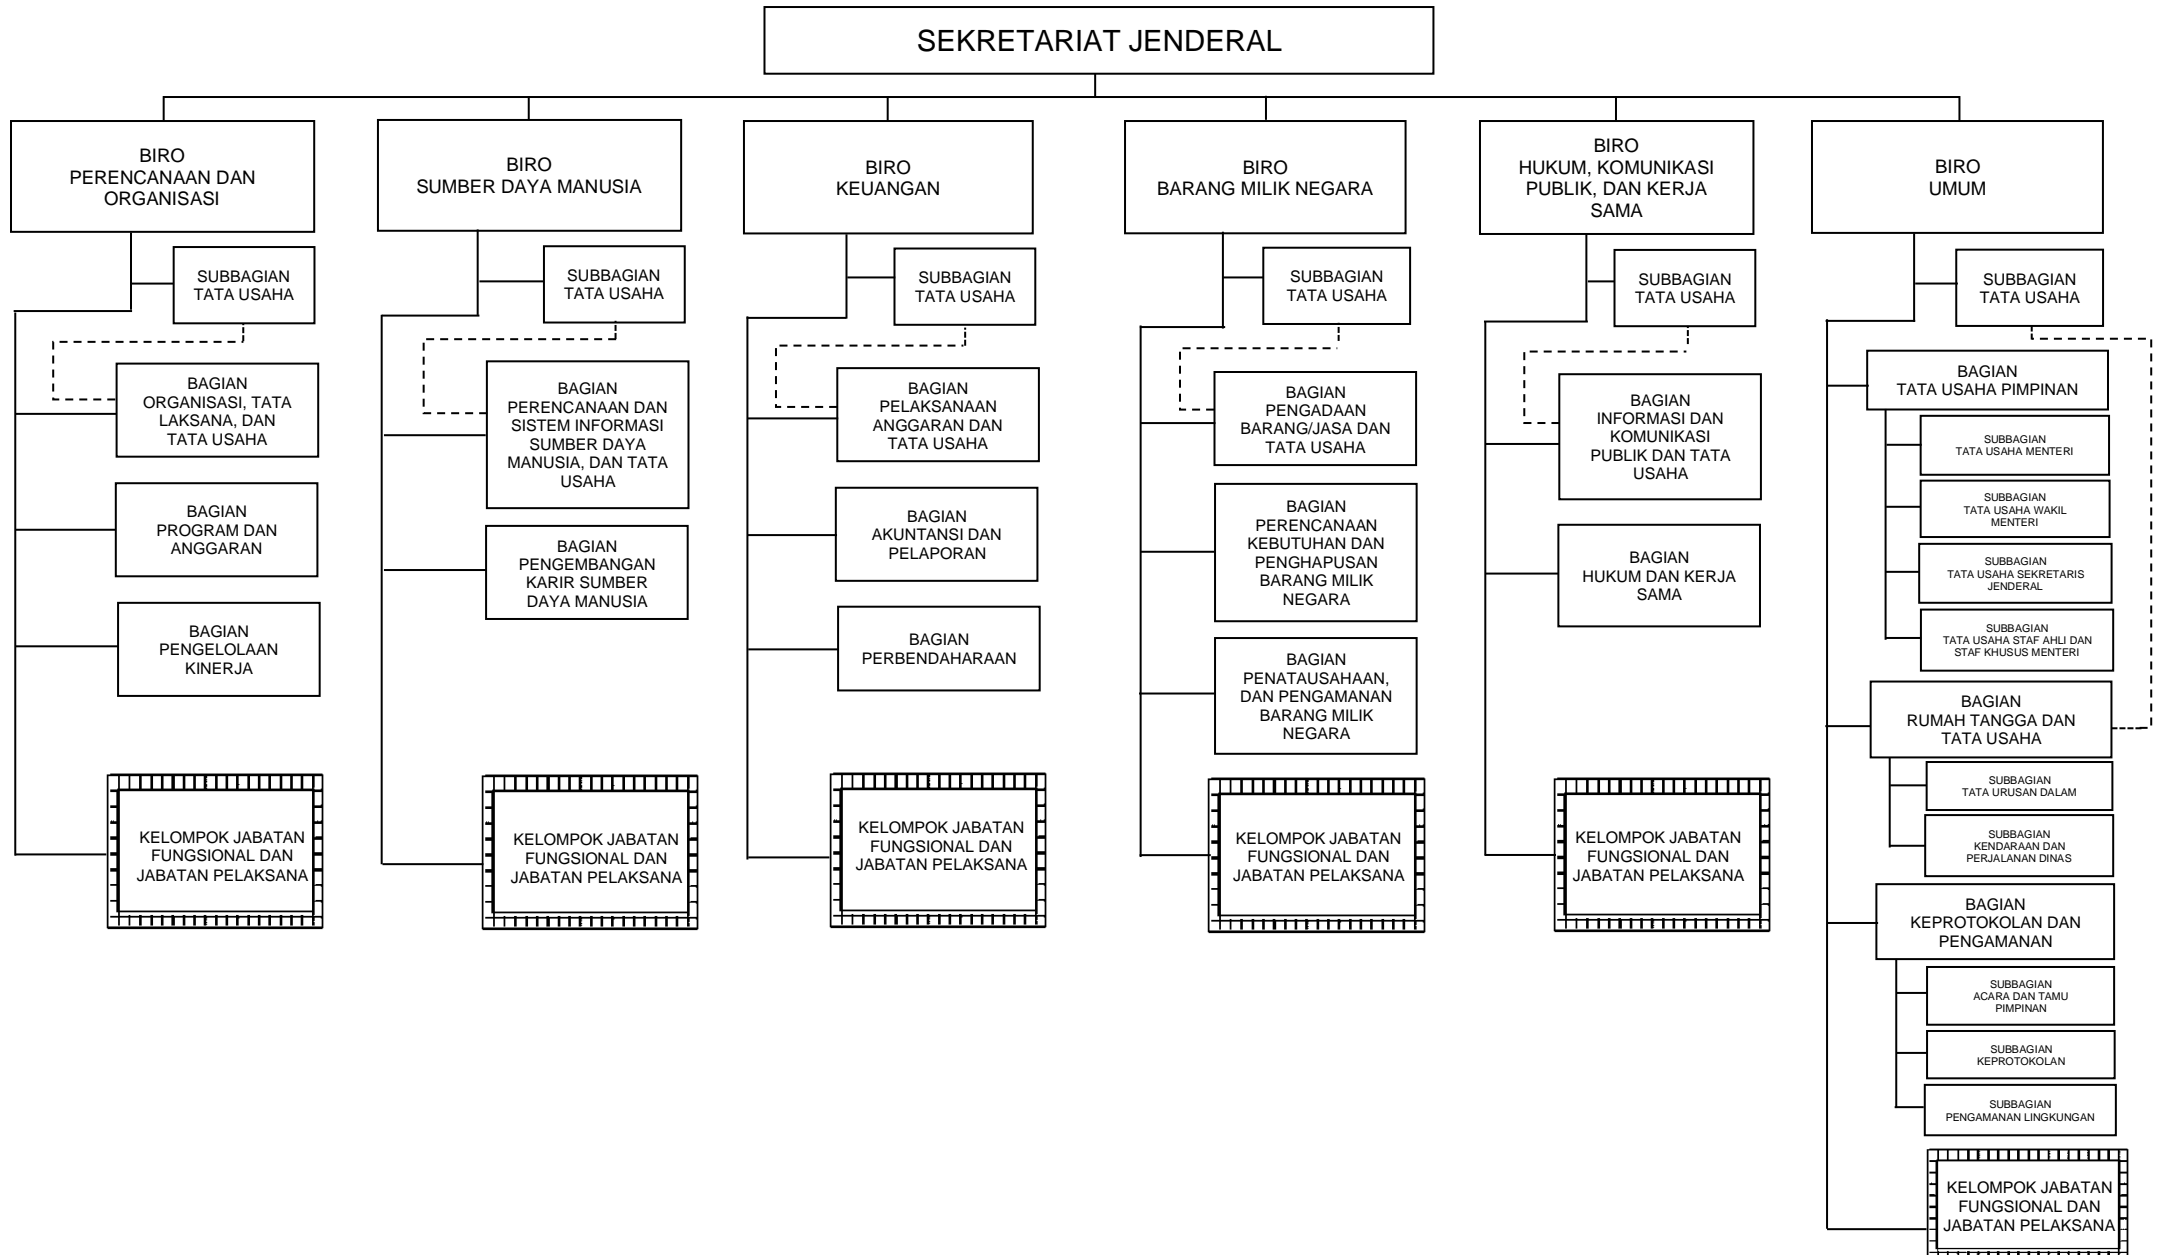 SEKRETARIAT JENDERAL
BIRO
PERENCANAAN DAN
ORGANISASI
SUBBAGIAN
TATA USAHA
BAGIAN
ORGANISASI, TATA
LAKSANA, DAN
TATA USAHA
BAGIAN
PROGRAM DAN
ANGGARAN
BAGIAN
PENGELOLAAN
KINERJA
KELOMPOK JABATAN
FUNGSIONAL DAN
JABATAN PELAKSANA
BIRO
SUMBER DAYA MANUSIA
SUBBAGIAN
TATA USAHA
BAGIAN
PERENCANAAN DAN
SISTEM INFORMASI
SUMBER DAYA
MANUSIA, DAN TATA
USAHA
BAGIAN
PENGEMBANGAN
KARIR SUMBER
DAYA MANUSIA
KELOMPOK JABATAN
FUNGSIONAL DAN
JABATAN PELAKSANA
BIRO
KEUANGAN
SUBBAGIAN
TATA USAHA
BAGIAN
PELAKSANAAN
ANGGARAN DAN
TATA USAHA
BAGIAN
AKUNTANSI DAN
PELAPORAN
BAGIAN
PERBENDAHARAAN
KELOMPOK JABATAN
FUNGSIONAL DAN
JABATAN PELAKSANA
BIRO
BARANG MILIK NEGARA
SUBBAGIAN
TATA USAHA
BAGIAN
PENGADAAN
BARANG/JASA DAN
TATA USAHA
BAGIAN
PERENCANAAN
KEBUTUHAN DAN
PENGHAPUSAN
BARANG MILIK
NEGARA
BAGIAN
PENATAUSAHAAN,
DAN PENGAMANAN
BARANG MILIK
NEGARA
KELOMPOK JABATAN
FUNGSIONAL DAN
JABATAN PELAKSANA
BIRO
HUKUM, KOMUNIKASI
PUBLIK, DAN KERJA
SAMA
SUBBAGIAN
TATA USAHA
BAGIAN
INFORMASI DAN
KOMUNIKASI
PUBLIK DAN TATA
USAHA
BAGIAN
HUKUM DAN KERJA
SAMA
KELOMPOK JABATAN
FUNGSIONAL DAN
JABATAN PELAKSANA
BIRO
UMUM
SUBBAGIAN
TATA USAHA
BAGIAN
TATA USAHA PIMPINAN
SUBBAGIAN
TATA USAHA MENTERI
SUBBAGIAN
TATA USAHA WAKIL
MENTERI
SUBBAGIAN
TATA USAHA SEKRETARIS
JENDERAL
SUBBAGIAN
TATA USAHA STAF AHLI DAN
STAF KHUSUS MENTERI
BAGIAN
RUMAH TANGGA DAN
TATA USAHA
SUBBAGIAN
TATA URUSAN DALAM
SUBBAGIAN
KENDARAAN DAN
PERJALANAN DINAS
BAGIAN
KEPROTOKOLAN DAN
PENGAMANAN
SUBBAGIAN
ACARA DAN TAMU
PIMPINAN
SUBBAGIAN
KEPROTOKOLAN
SUBBAGIAN
PENGAMANAN LINGKUNGAN
KELOMPOK JABATAN
FUNGSIONAL DAN
JABATAN PELAKSANA